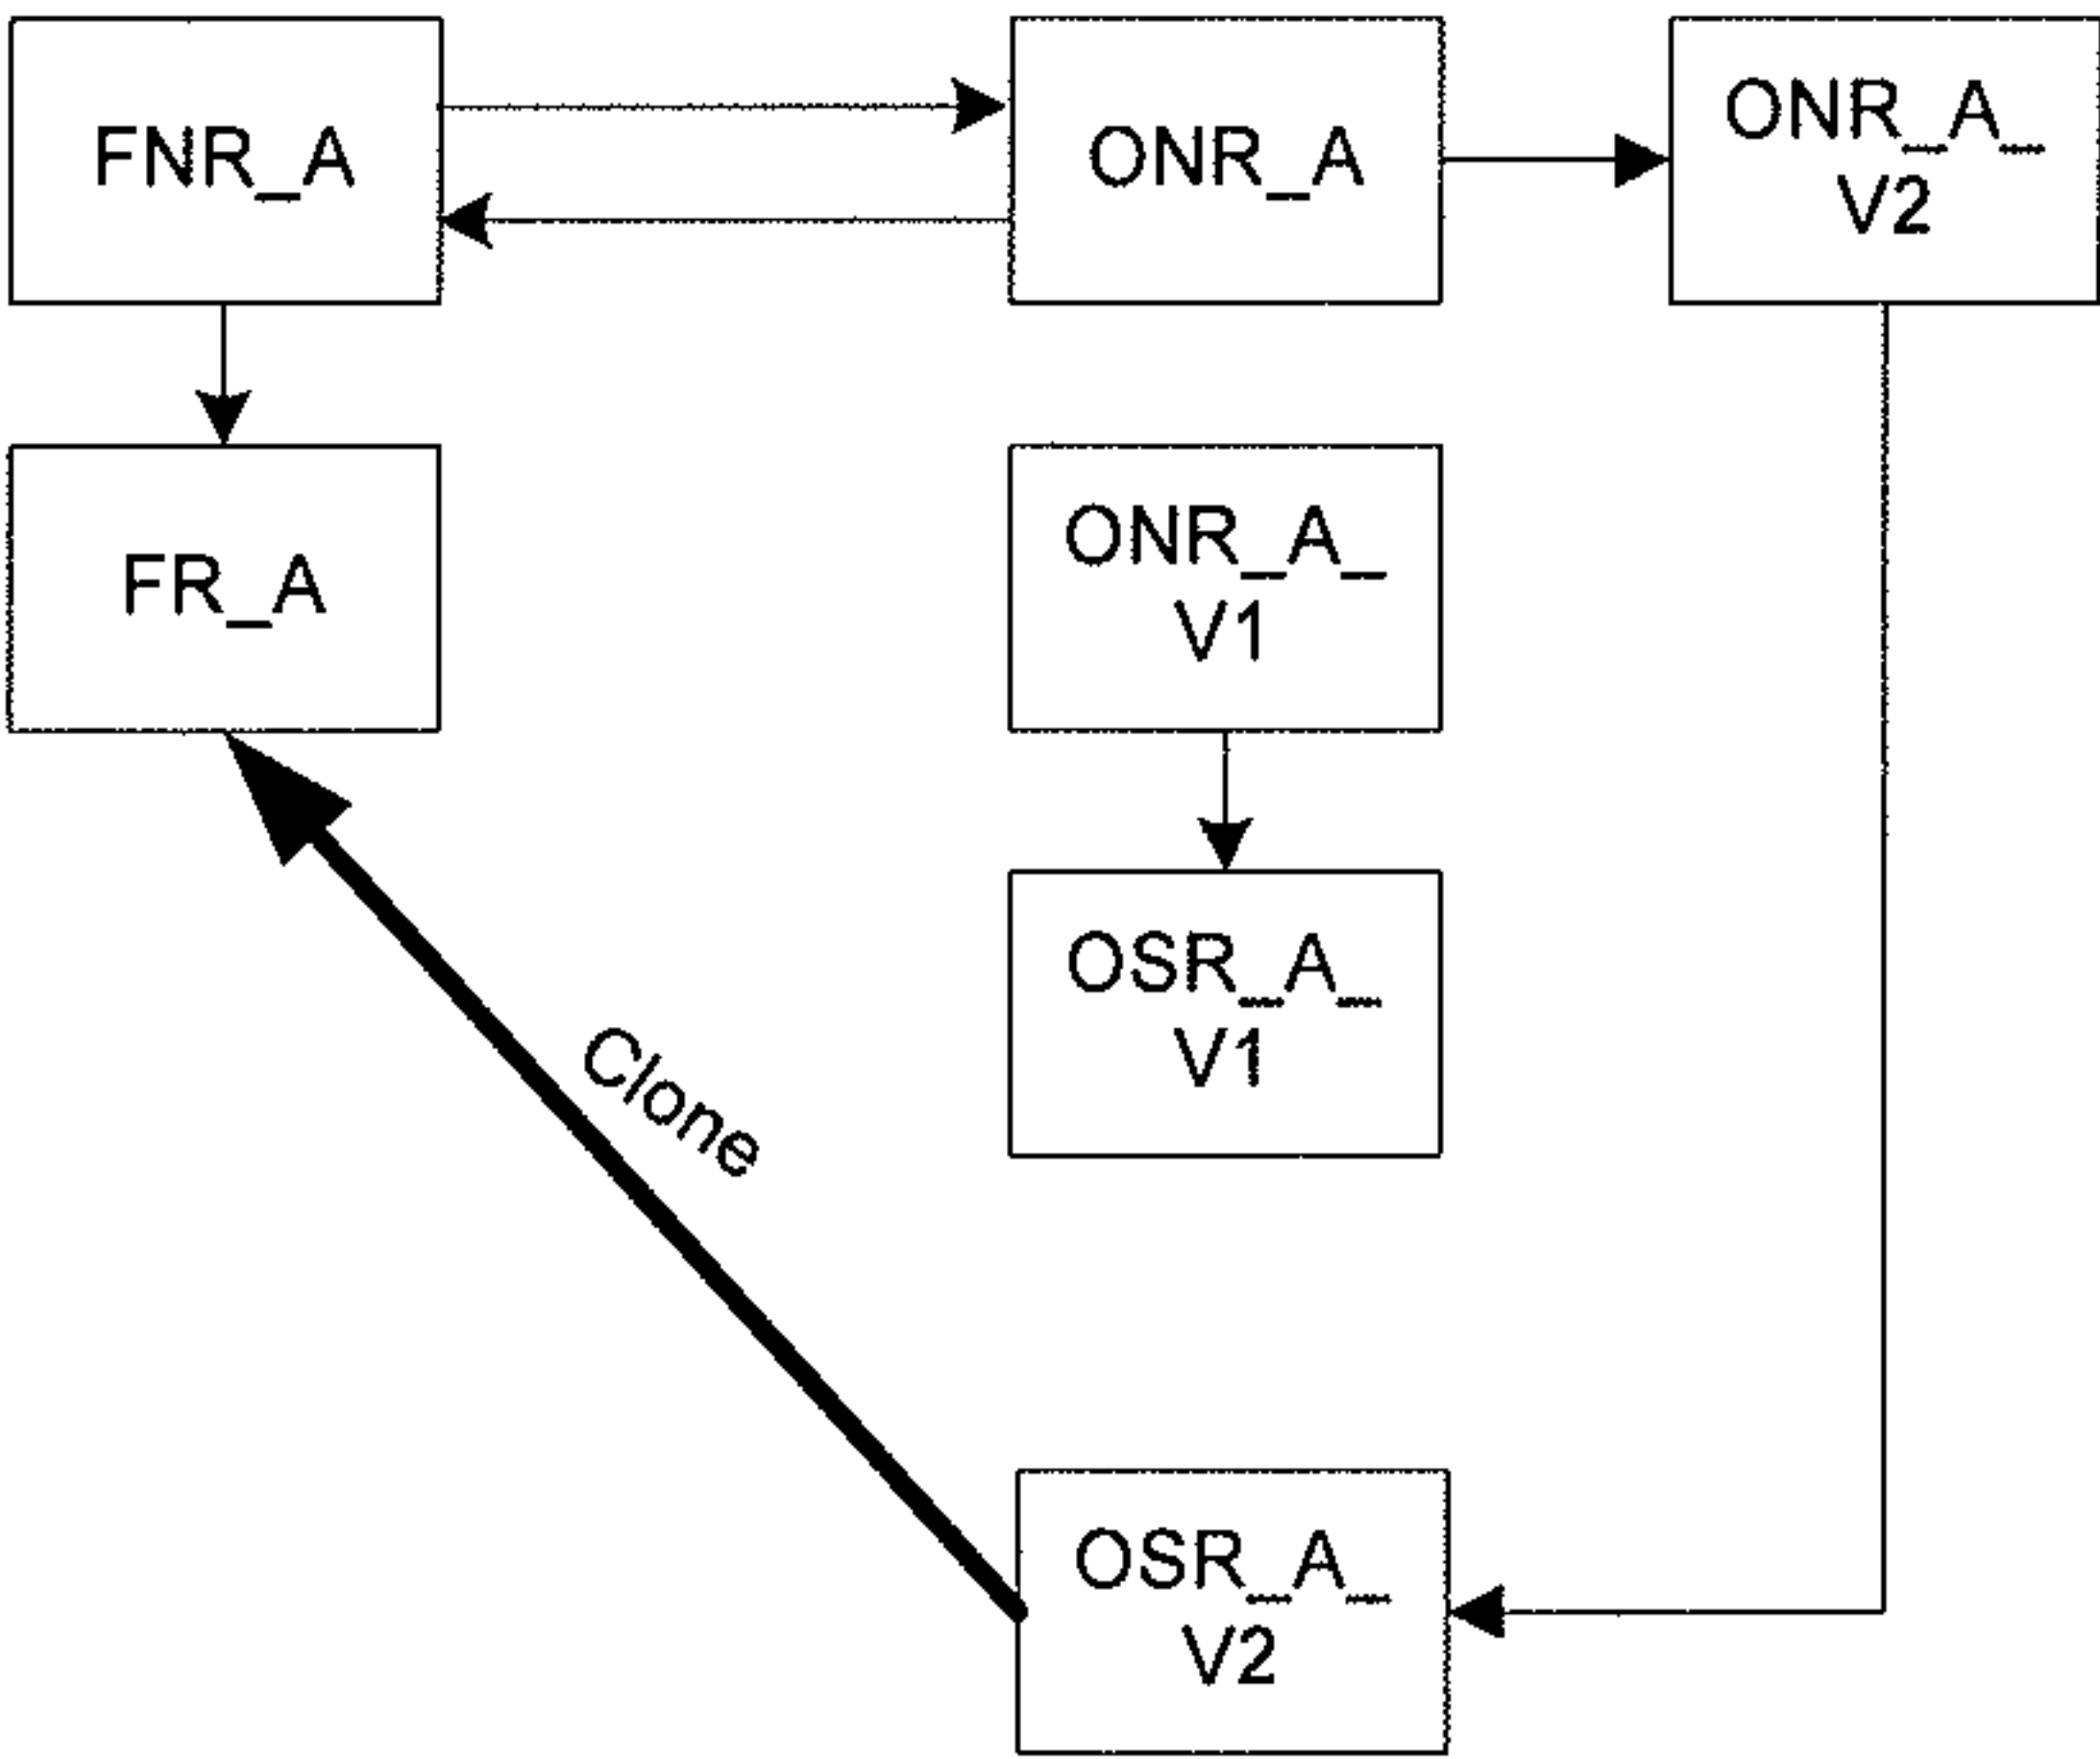 FNR_A
ONR_A
ONR_A_
V2
FR_A
ONR_A_
V1
OSR_A_
V1
Clone
OSR_A_
V2